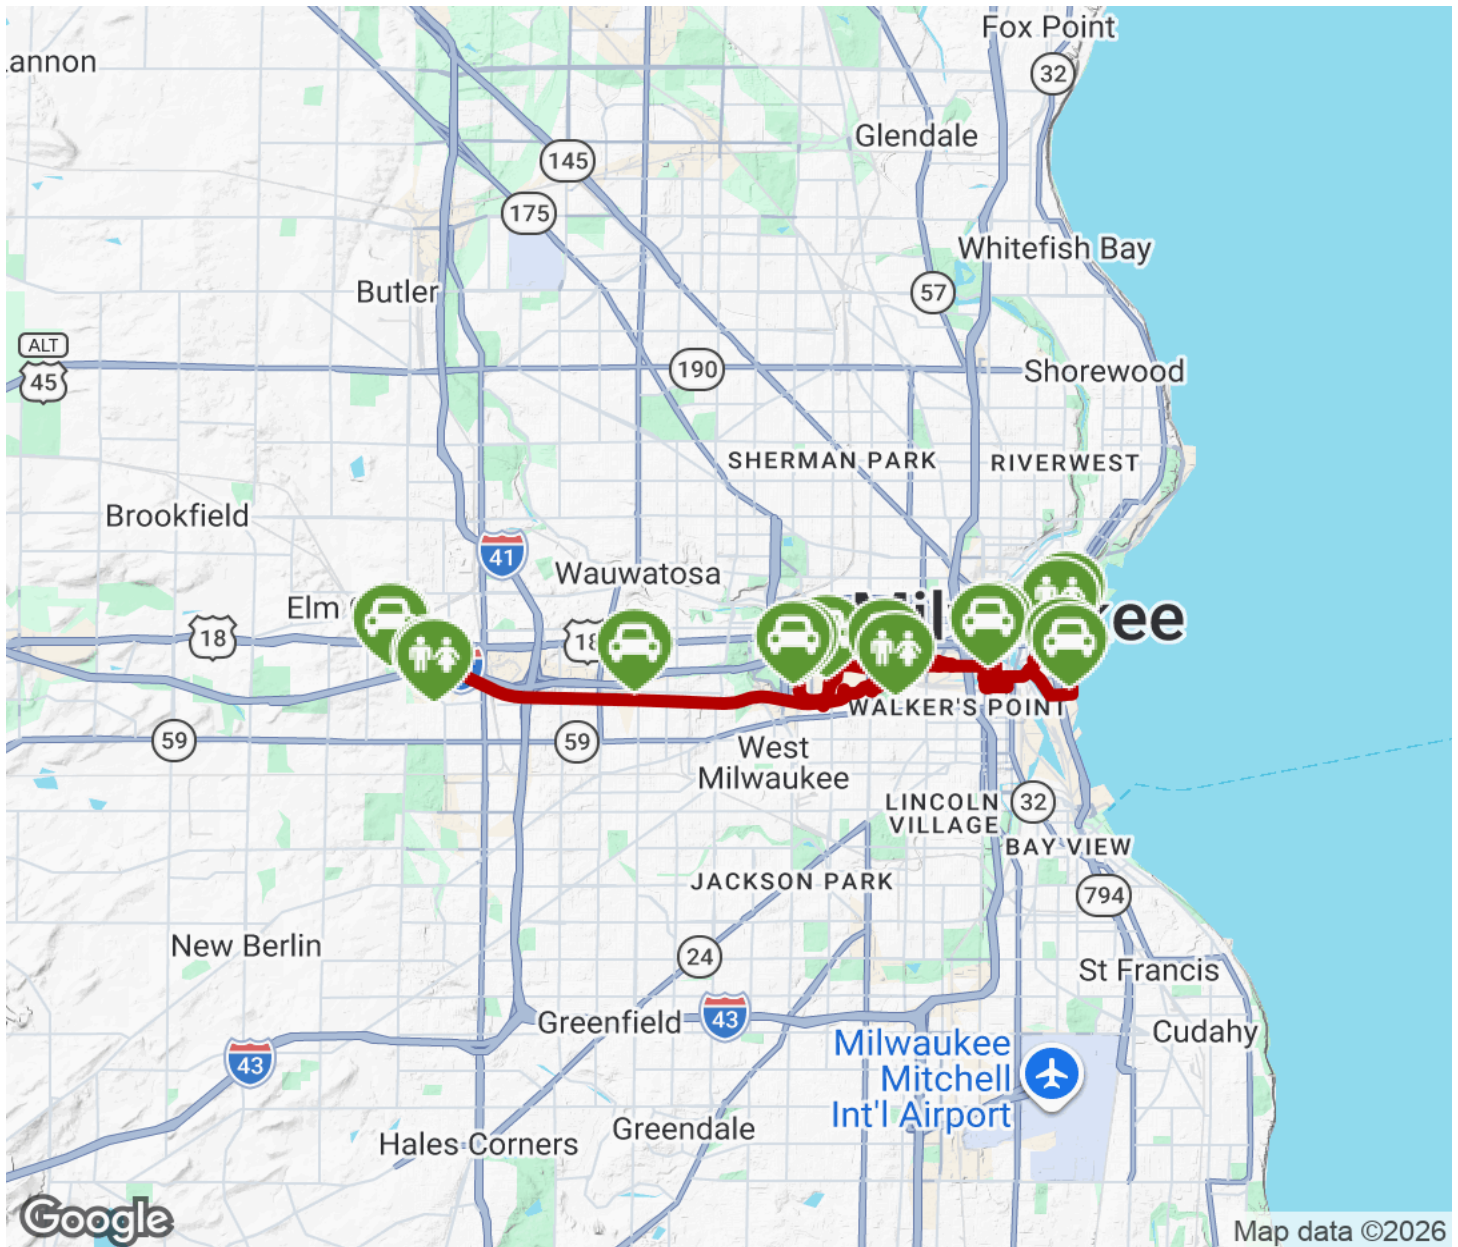 Fox Point
32
annon
Glendale
145
175
Whitefish Bay
57
Butler
ALT
45
190
Shorewood
SHERMAN PARK
RIVERWEST
Brookfield
41
Wauwatosa
Elm
18
18
Mil
ee
WALKER'S POINT
59
59
West
Milwaukee
LINCOLN
VILLAGE
32
BAY VIEW
JACKSON PARK
794
New Berlin
24
St Francis
Greenfield
43
Cudahy
43
Milwaukee
Mitchell
Int'l Airport
Greendale
Hales Corners
Google
Map data ©2026